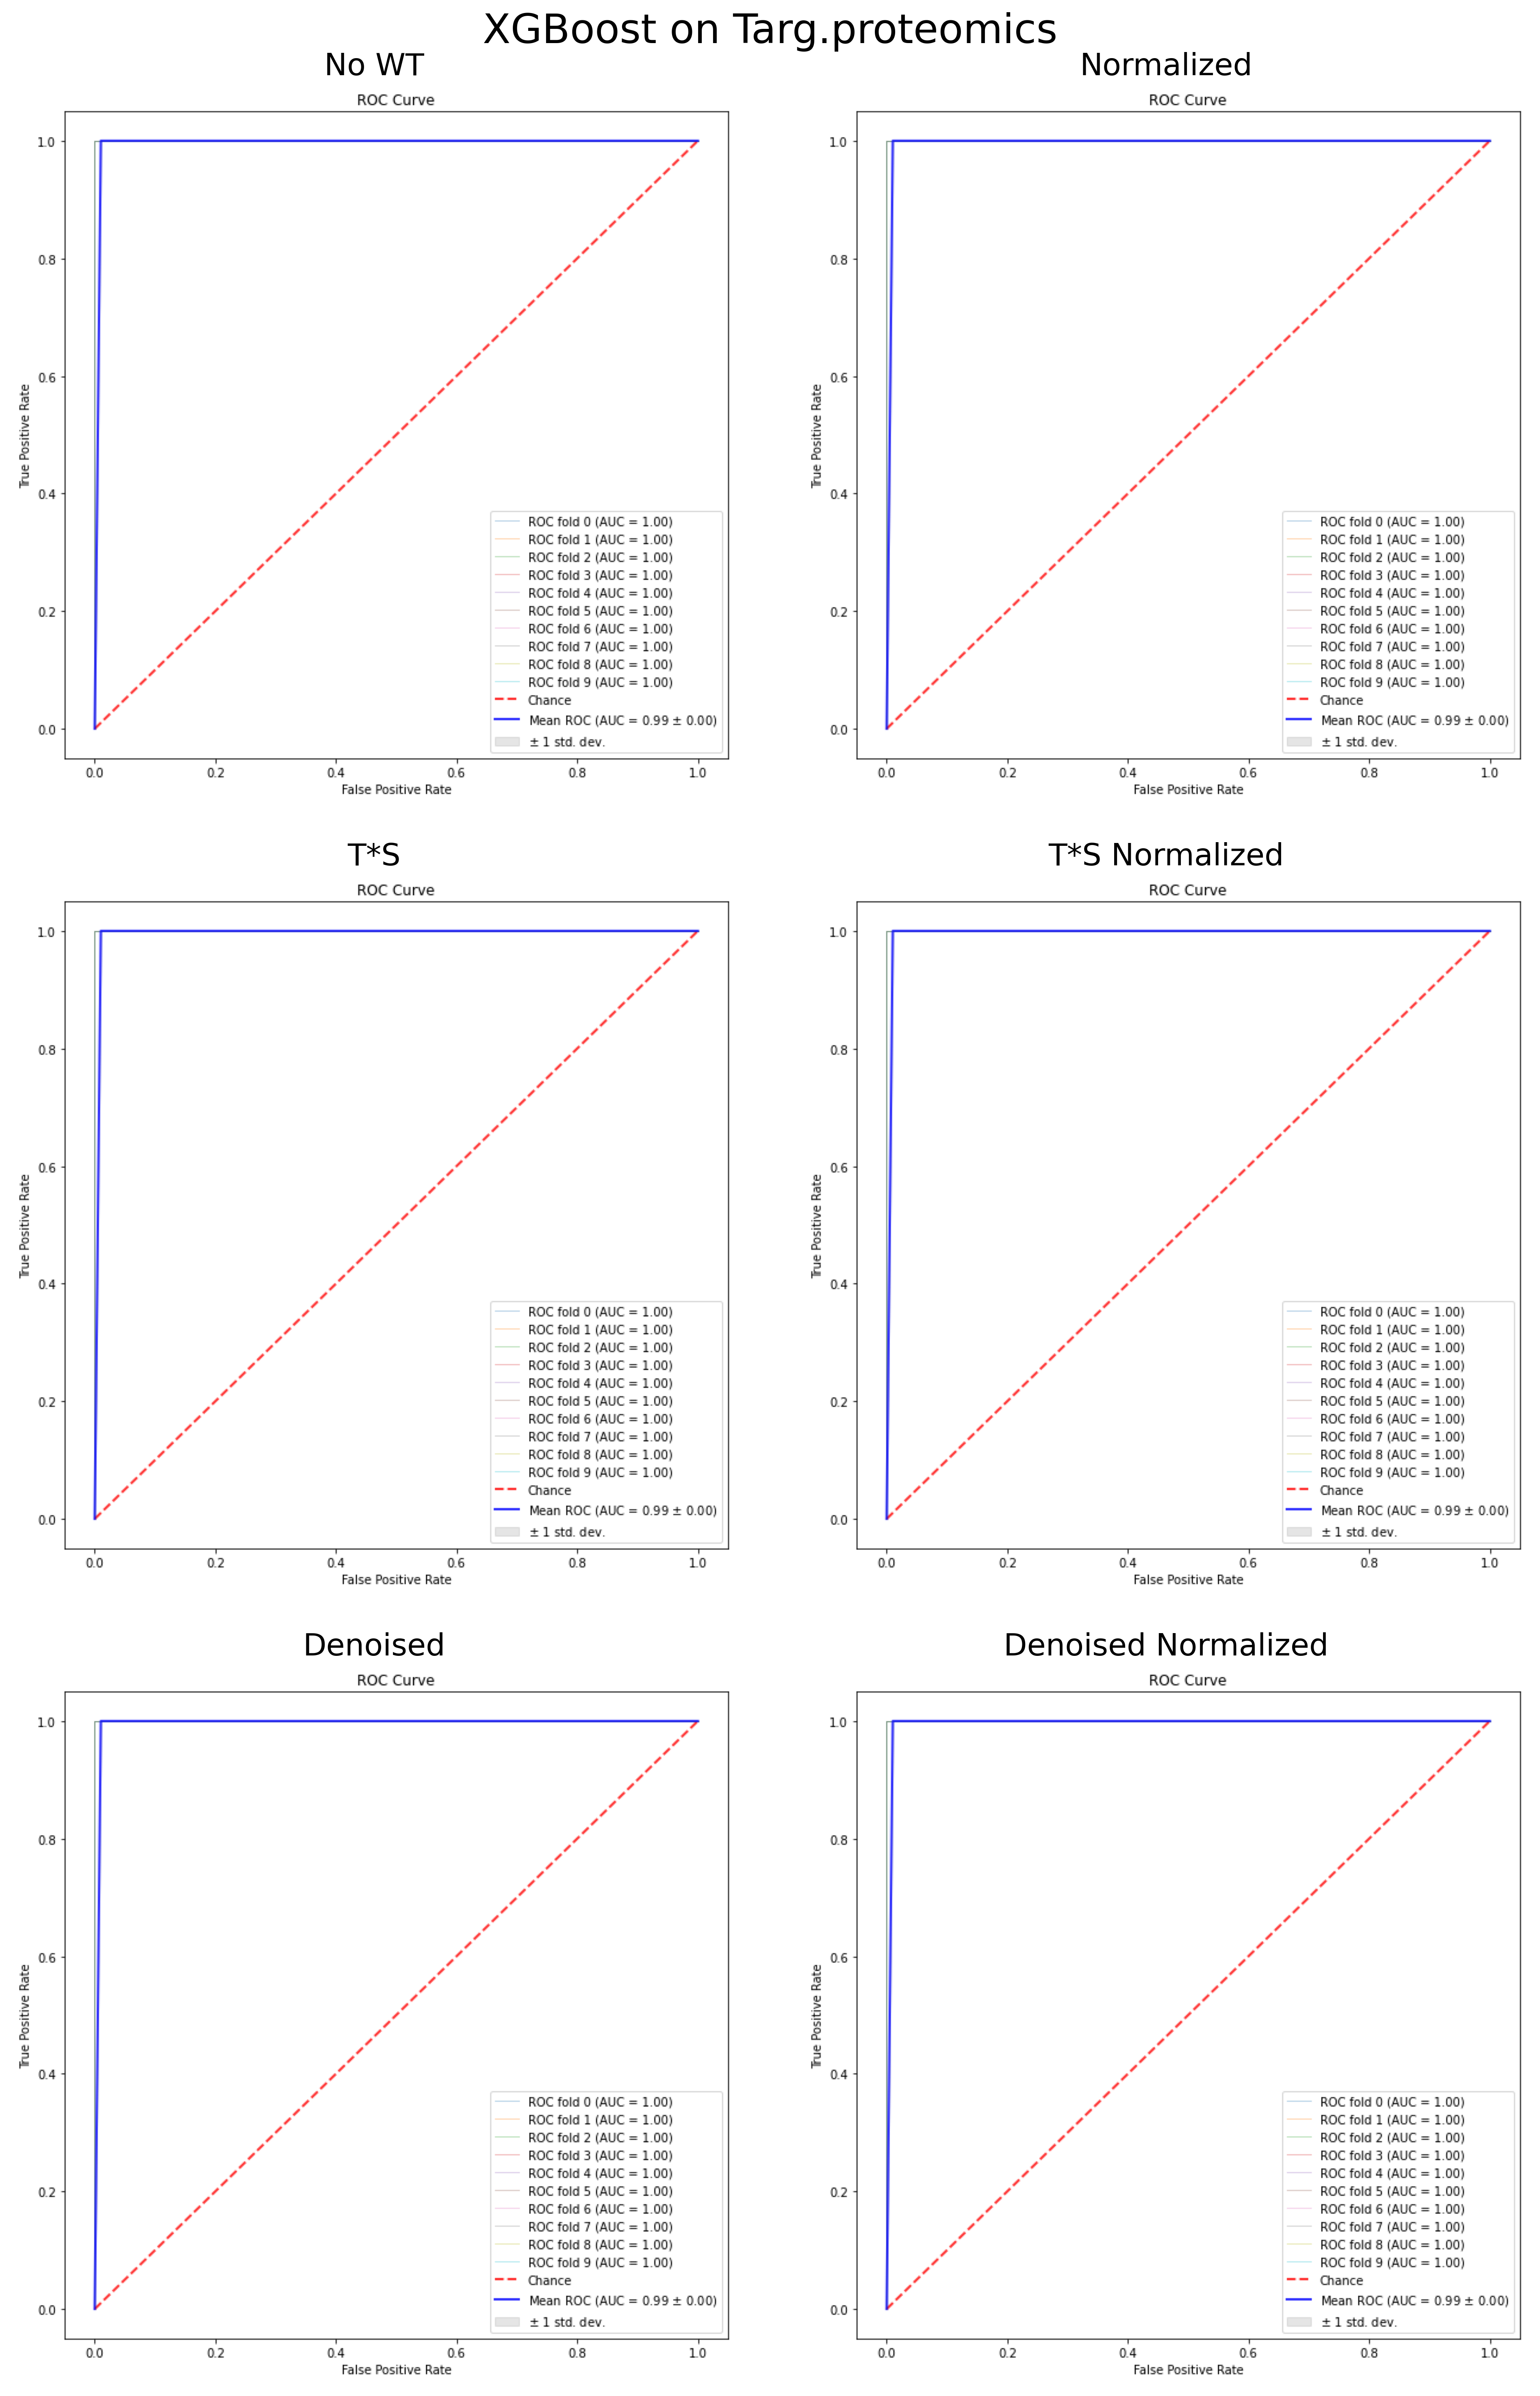 XGBoost on Targ.proteomics
No WT
ROC Curve
True Positive Rate
1.0
0.8
0.6
0.4
0.2
0.0
ROC fold 0 (AUC = 1.00)
ROC fold 1 (AUC = 1.00)
ROC fold 2 (AUC = 1.00)
ROC fold 3 (AUC = 1.00)
ROC fold 4 (AUC = 1.00)
ROC fold 5 (AUC = 1.00)
ROC fold 6 (AUC = 1.00)
ROC fold 7 (AUC = 1.00)
ROC fold 8 (AUC = 1.00)
ROC fold 9 (AUC = 1.00)
Chance
Mean ROC (AUC = 0.99 ± 0.00)
± 1 std. dev.
0.0 0.2 0.4 0.6 0.8 1.0
False Positive Rate
Normalized
ROC Curve
True Positive Rate
1.0
0.8
0.6
0.4
0.2
0.0
ROC fold 0 (AUC = 1.00)
ROC fold 1 (AUC = 1.00)
ROC fold 2 (AUC = 1.00)
ROC fold 3 (AUC = 1.00)
ROC fold 4 (AUC = 1.00)
ROC fold 5 (AUC = 1.00)
ROC fold 6 (AUC = 1.00)
ROC fold 7 (AUC = 1.00)
ROC fold 8 (AUC = 1.00)
ROC fold 9 (AUC = 1.00)
Chance
Mean ROC (AUC = 0.99 ± 0.00)
± 1 std. dev.
0.0 0.2 0.4 0.6 0.8 1.0
False Positive Rate
T*S
ROC Curve
True Positive Rate
1.0
0.8
0.6
0.4
0.2
0.0
ROC fold 0 (AUC = 1.00)
ROC fold 1 (AUC = 1.00)
ROC fold 2 (AUC = 1.00)
ROC fold 3 (AUC = 1.00)
ROC fold 4 (AUC = 1.00)
ROC fold 5 (AUC = 1.00)
ROC fold 6 (AUC = 1.00)
ROC fold 7 (AUC = 1.00)
ROC fold 8 (AUC = 1.00)
ROC fold 9 (AUC = 1.00)
Chance
Mean ROC (AUC = 0.99 ± 0.00)
± 1 std. dev.
0.0 0.2 0.4 0.6 0.8 1.0
False Positive Rate
T*S Normalized
ROC Curve
True Positive Rate
1.0
0.8
0.6
0.4
0.2
0.0
ROC fold 0 (AUC = 1.00)
ROC fold 1 (AUC = 1.00)
ROC fold 2 (AUC = 1.00)
ROC fold 3 (AUC = 1.00)
ROC fold 4 (AUC = 1.00)
ROC fold 5 (AUC = 1.00)
ROC fold 6 (AUC = 1.00)
ROC fold 7 (AUC = 1.00)
ROC fold 8 (AUC = 1.00)
ROC fold 9 (AUC = 1.00)
Chance
Mean ROC (AUC = 0.99 ± 0.00)
± 1 std. dev.
0.0 0.2 0.4 0.6 0.8 1.0
False Positive Rate
Denoised
ROC Curve
True Positive Rate
1.0
0.8
0.6
0.4
0.2
0.0
ROC fold 0 (AUC = 1.00)
ROC fold 1 (AUC = 1.00)
ROC fold 2 (AUC = 1.00)
ROC fold 3 (AUC = 1.00)
ROC fold 4 (AUC = 1.00)
ROC fold 5 (AUC = 1.00)
ROC fold 6 (AUC = 1.00)
ROC fold 7 (AUC = 1.00)
ROC fold 8 (AUC = 1.00)
ROC fold 9 (AUC = 1.00)
Chance
Mean ROC (AUC = 0.99 ± 0.00)
± 1 std. dev.
0.0 0.2 0.4 0.6 0.8 1.0
False Positive Rate
Denoised Normalized
ROC Curve
True Positive Rate
1.0
0.8
0.6
0.4
0.2
0.0
ROC fold 0 (AUC = 1.00)
ROC fold 1 (AUC = 1.00)
ROC fold 2 (AUC = 1.00)
ROC fold 3 (AUC = 1.00)
ROC fold 4 (AUC = 1.00)
ROC fold 5 (AUC = 1.00)
ROC fold 6 (AUC = 1.00)
ROC fold 7 (AUC = 1.00)
ROC fold 8 (AUC = 1.00)
ROC fold 9 (AUC = 1.00)
Chance
Mean ROC (AUC = 0.99 ± 0.00)
± 1 std. dev.
0.0 0.2 0.4 0.6 0.8 1.0
False Positive Rate